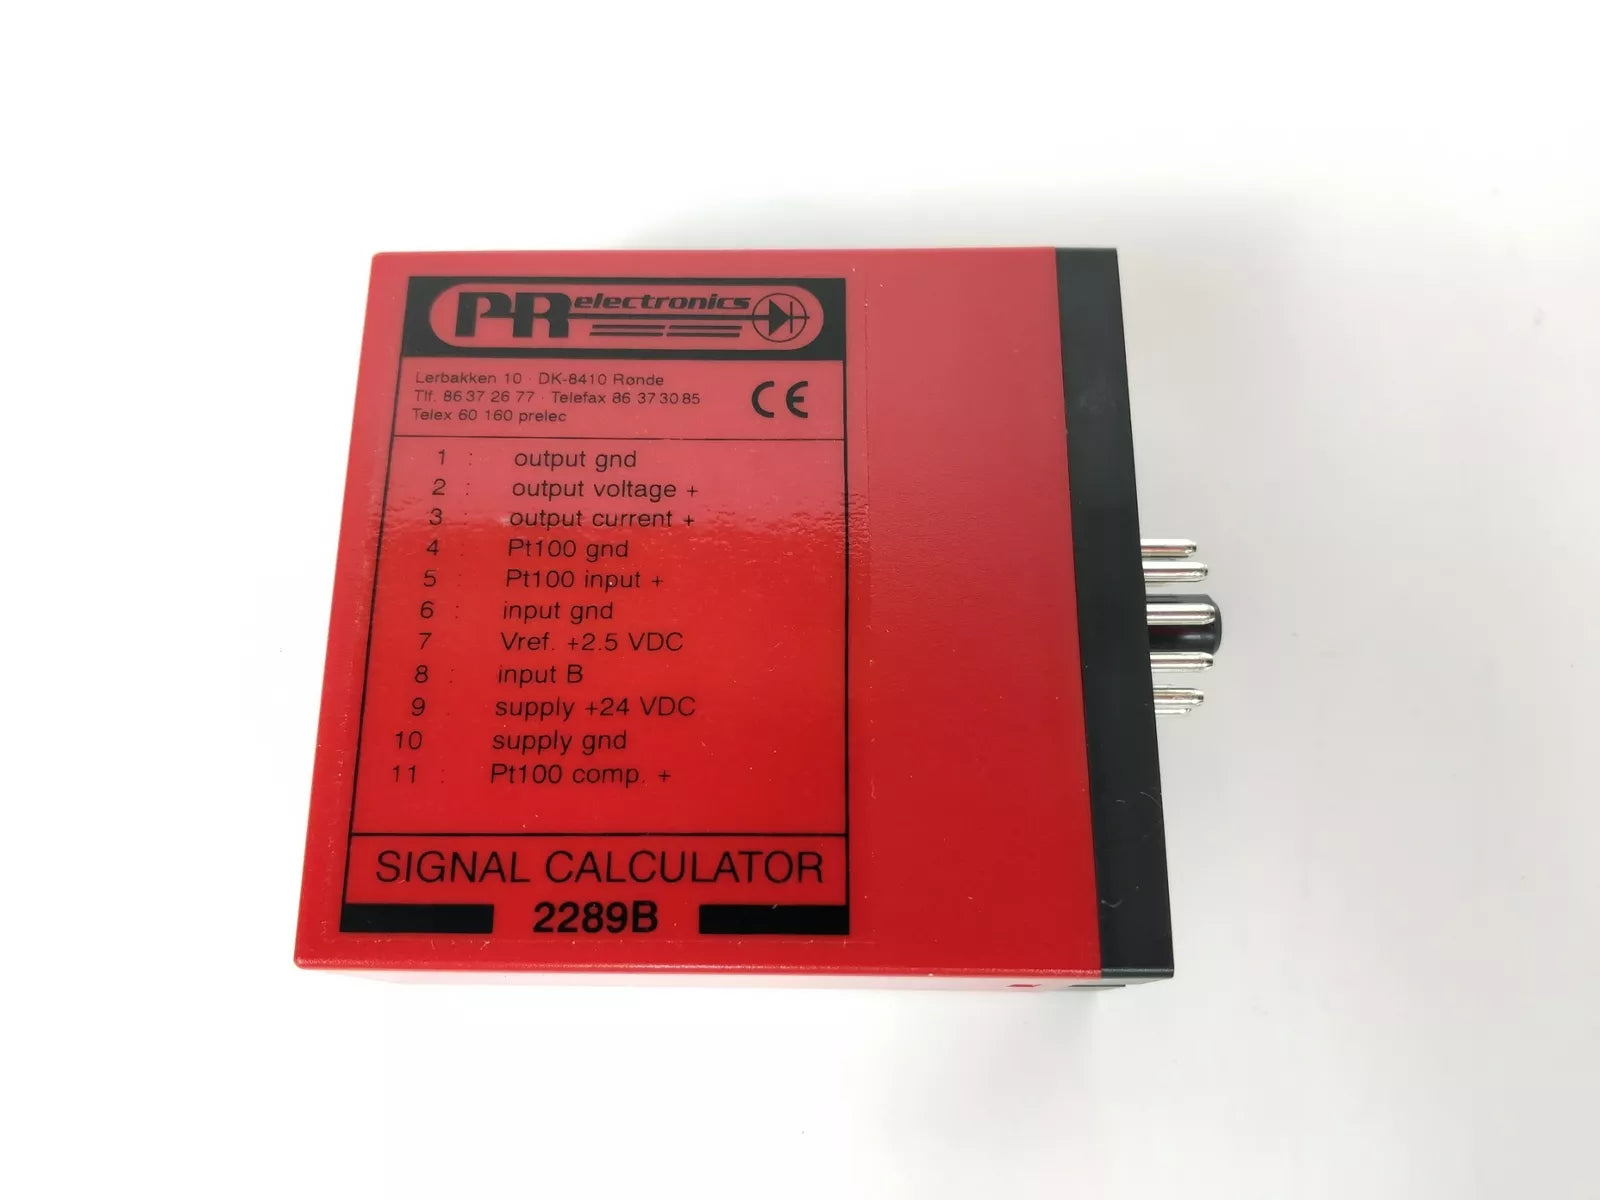 PR electronics
Lerbakken 10 · DK-8410 Rønde
Tlf. 86 37 26 77 · Telefax 86 37 30 85
Telex 60 160 prelec
CE
1 : output gnd
2 : output voltage +
3 : output current +
4 : Pt100 gnd
5 : Pt100 input +
6 : input gnd
7 Vref. +2.5 VDC
8 : input B
9 : supply +24 VDC
10 supply gnd
11 : Pt100 comp. +
SIGNAL CALCULATOR
2289B